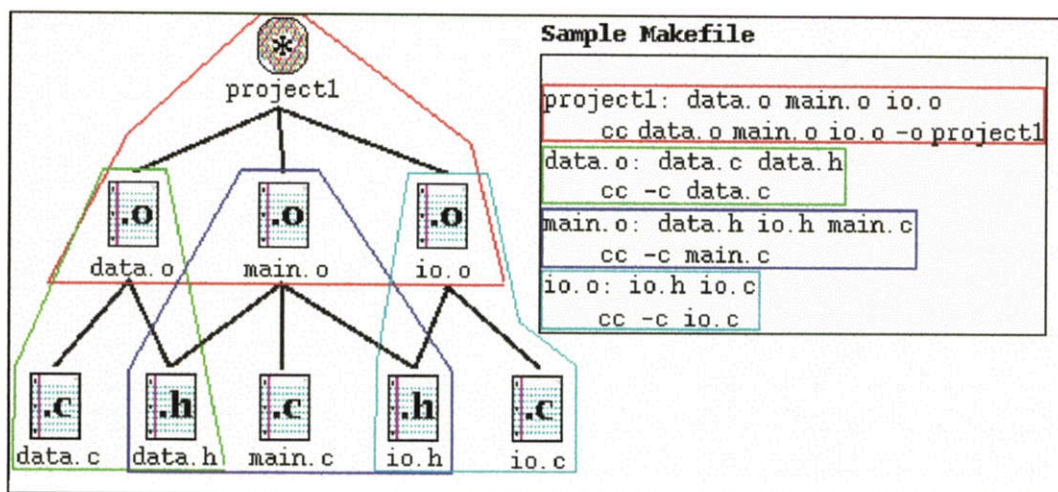 *
project1
.o
.o
.o
data.o
main.o
io.o
.c
.h
.c
.h
.c
data.c
data.h
main.c
io.h
io.c
Sample Makefile
project1: data.o main.o io.o
cc data.o main.o io.o -o project1
data.o: data.c data.h
cc -c data.c
main.o: data.h io.h main.c
cc -c main.c
io.o: io.h io.c
cc -c io.c